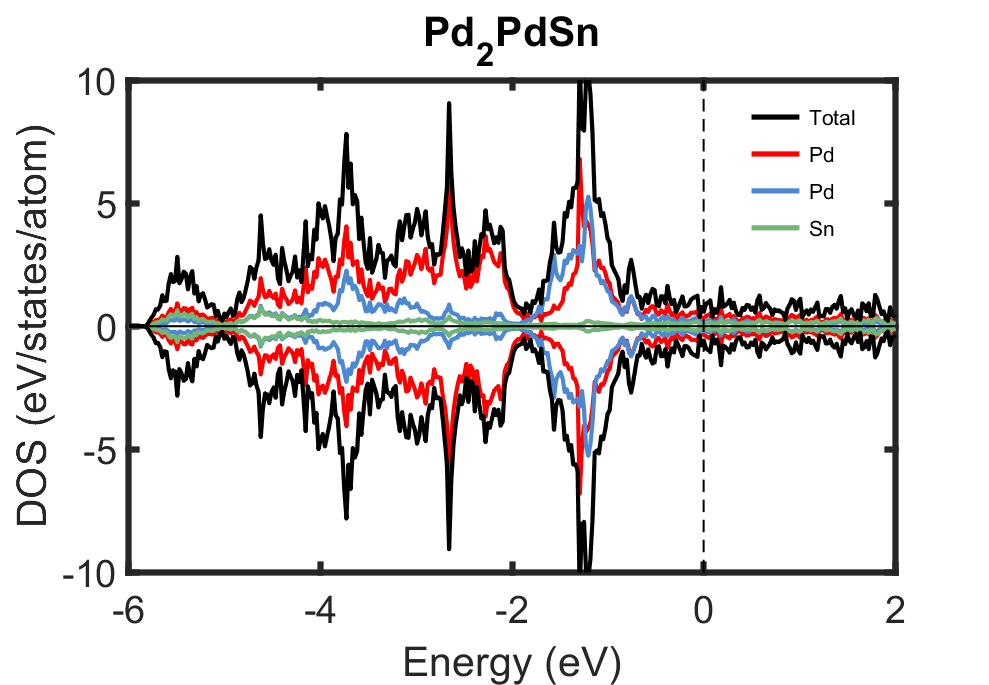 Pd₂PdSn
DOS (eV/states/atom)
10
5
0
-5
-10
Total
Pd
Pd
Sn
-6 -4 -2 0 2
Energy (eV)